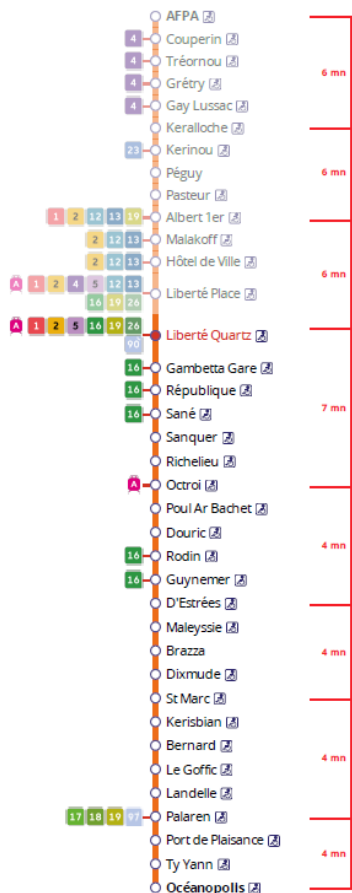 AFPA
4 Couperin
4 Tréornou
4 Grétry
4 Gay Lussac
6 mn
Keralloche
23 Kerinou
Péguy
Pasteur
6 mn
1 2 12 13 19 Albert 1er
2 12 13 Malakoff
2 12 13 Hôtel de Ville
A 1 2 4 5 12 13
16 19 26 Liberté Place
6 mn
A 1 2 5 16 19 26
90 Liberté Quartz
16 Gambetta Gare
16 République
16 Sané
Sanquer
Richelieu
7 mn
A Octroi
Poul Ar Bachet
Douric
16 Rodin
16 Guynemer
4 mn
D'Estrées
Maleyssie
Brazza
Dixmude
4 mn
St Marc
Kerisbian
Bernard
Le Goffic
Landelle
4 mn
17 18 19 97 Palaren
Port de Plaisance
Ty Yann
Océanopolis
4 mn